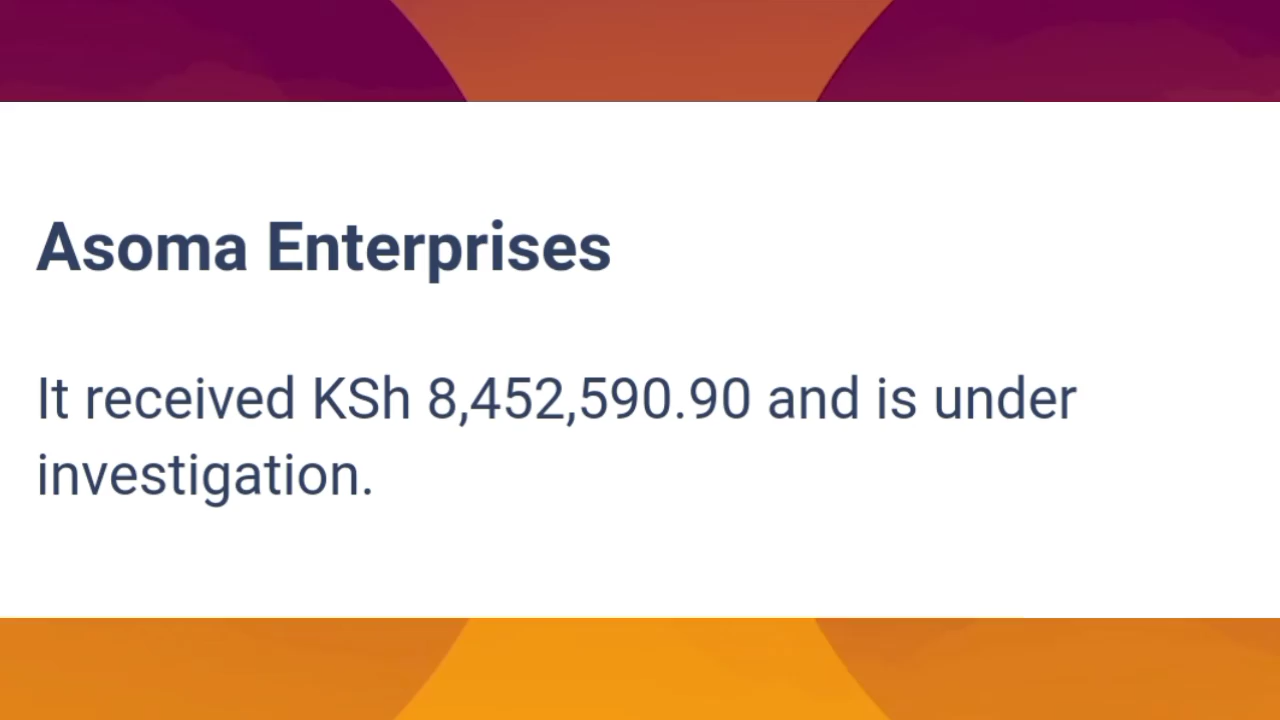 Asoma Enterprises
It received KSh 8,452,590.90 and is under
investigation.